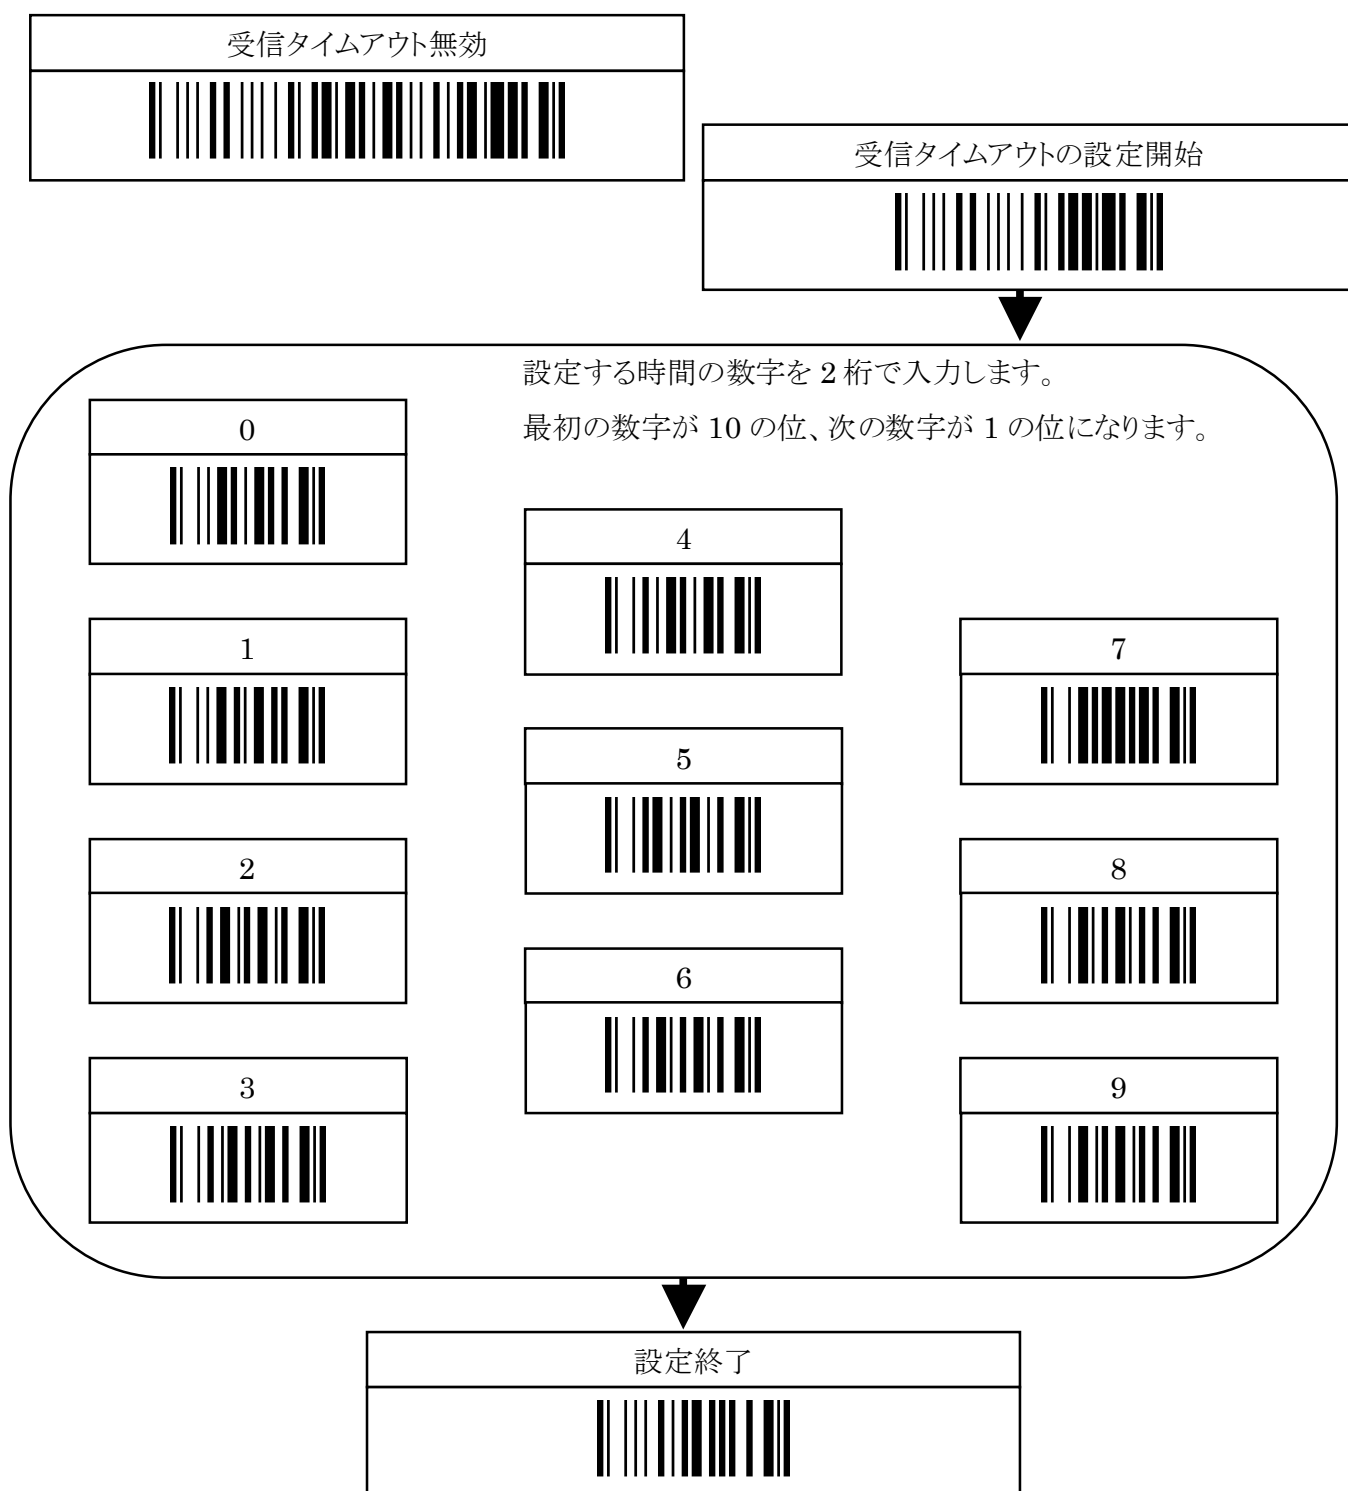 受信タイムアウト無効
受信タイムアウトの設定開始
設定する時間の数字を 2 桁で入力します。
最初の数字が 10 の位、次の数字が 1 の位になります。
0
1
2
3
4
5
6
7
8
9
設定終了